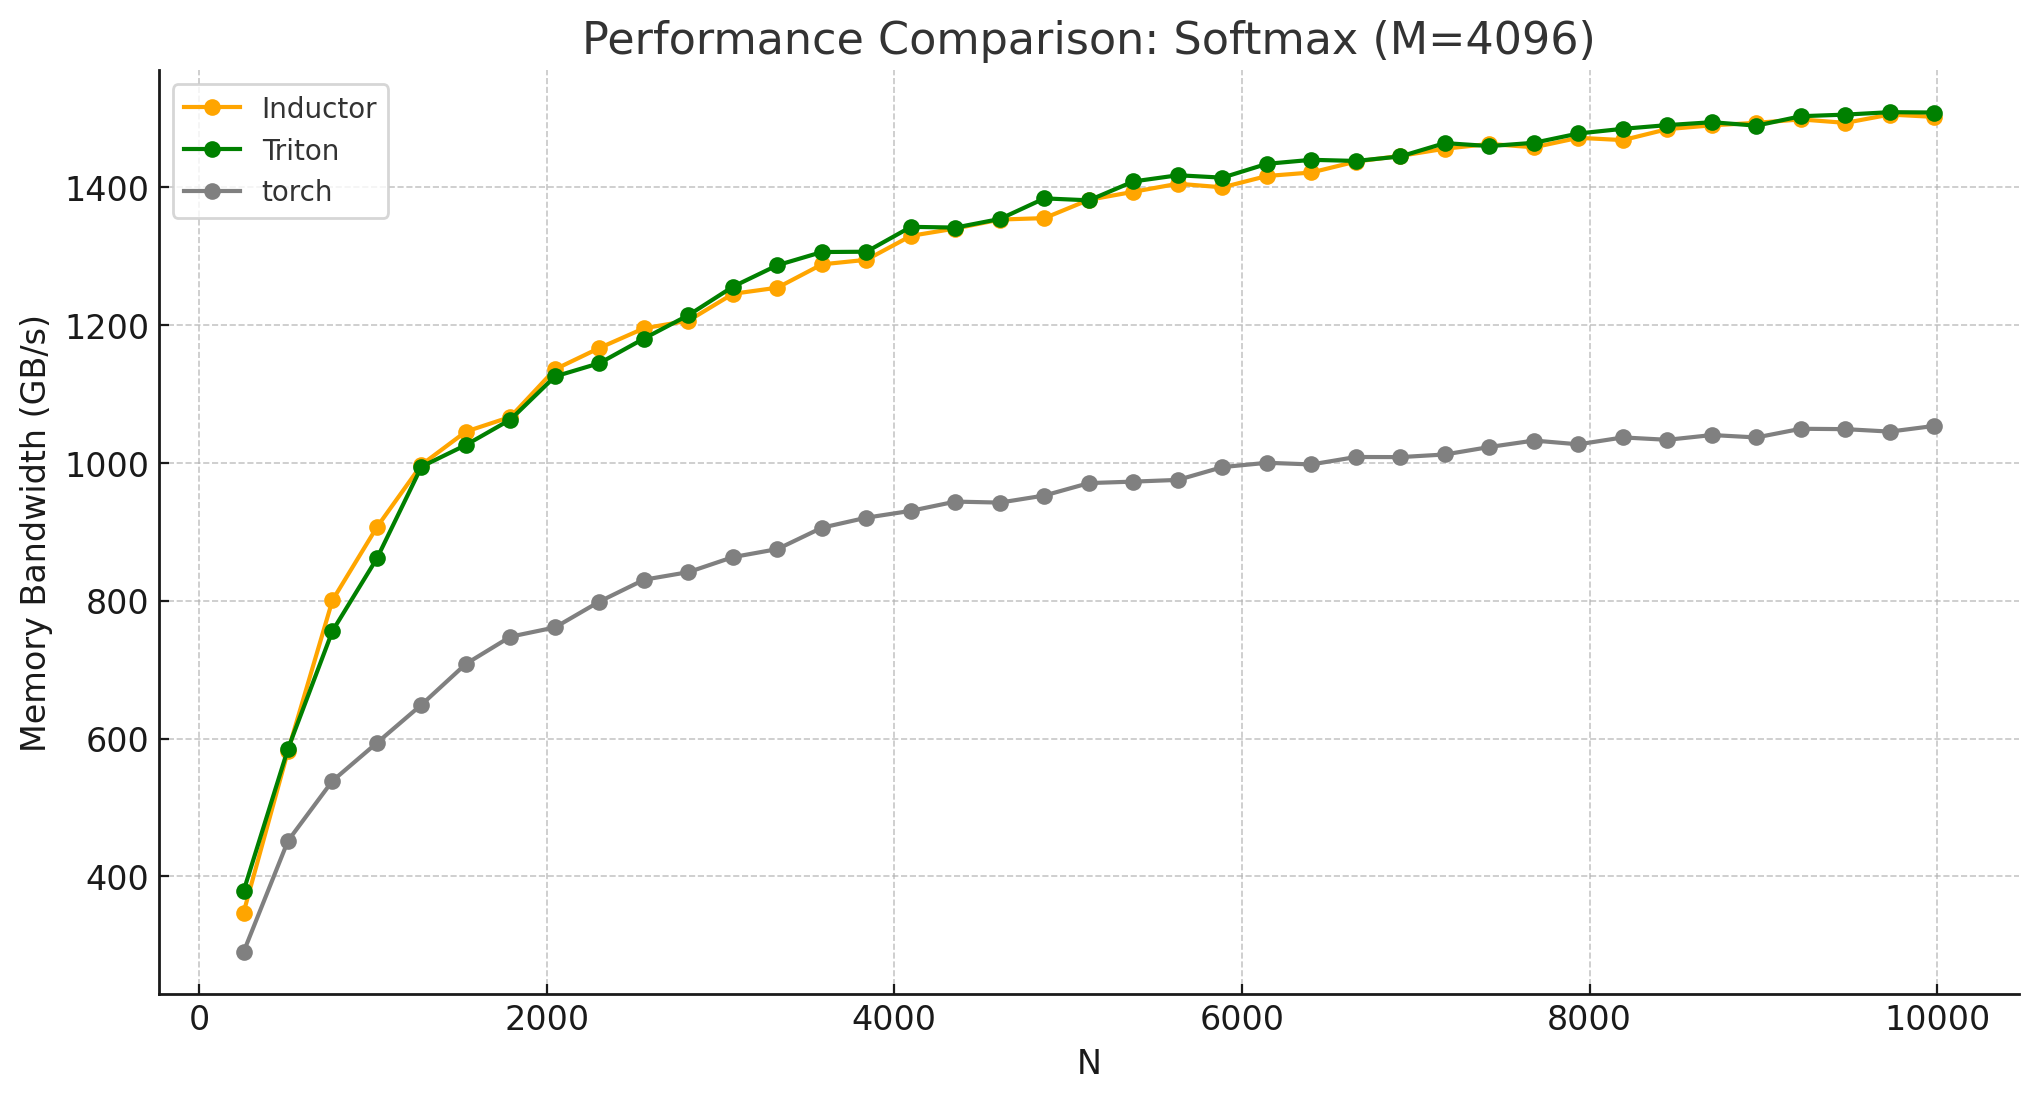 Performance Comparison: Softmax (M=4096)
Inductor
Triton
torch
Memory Bandwidth (GB/s)
1400
1200
1000
800
600
400
0 2000 4000 6000 8000 10000
N